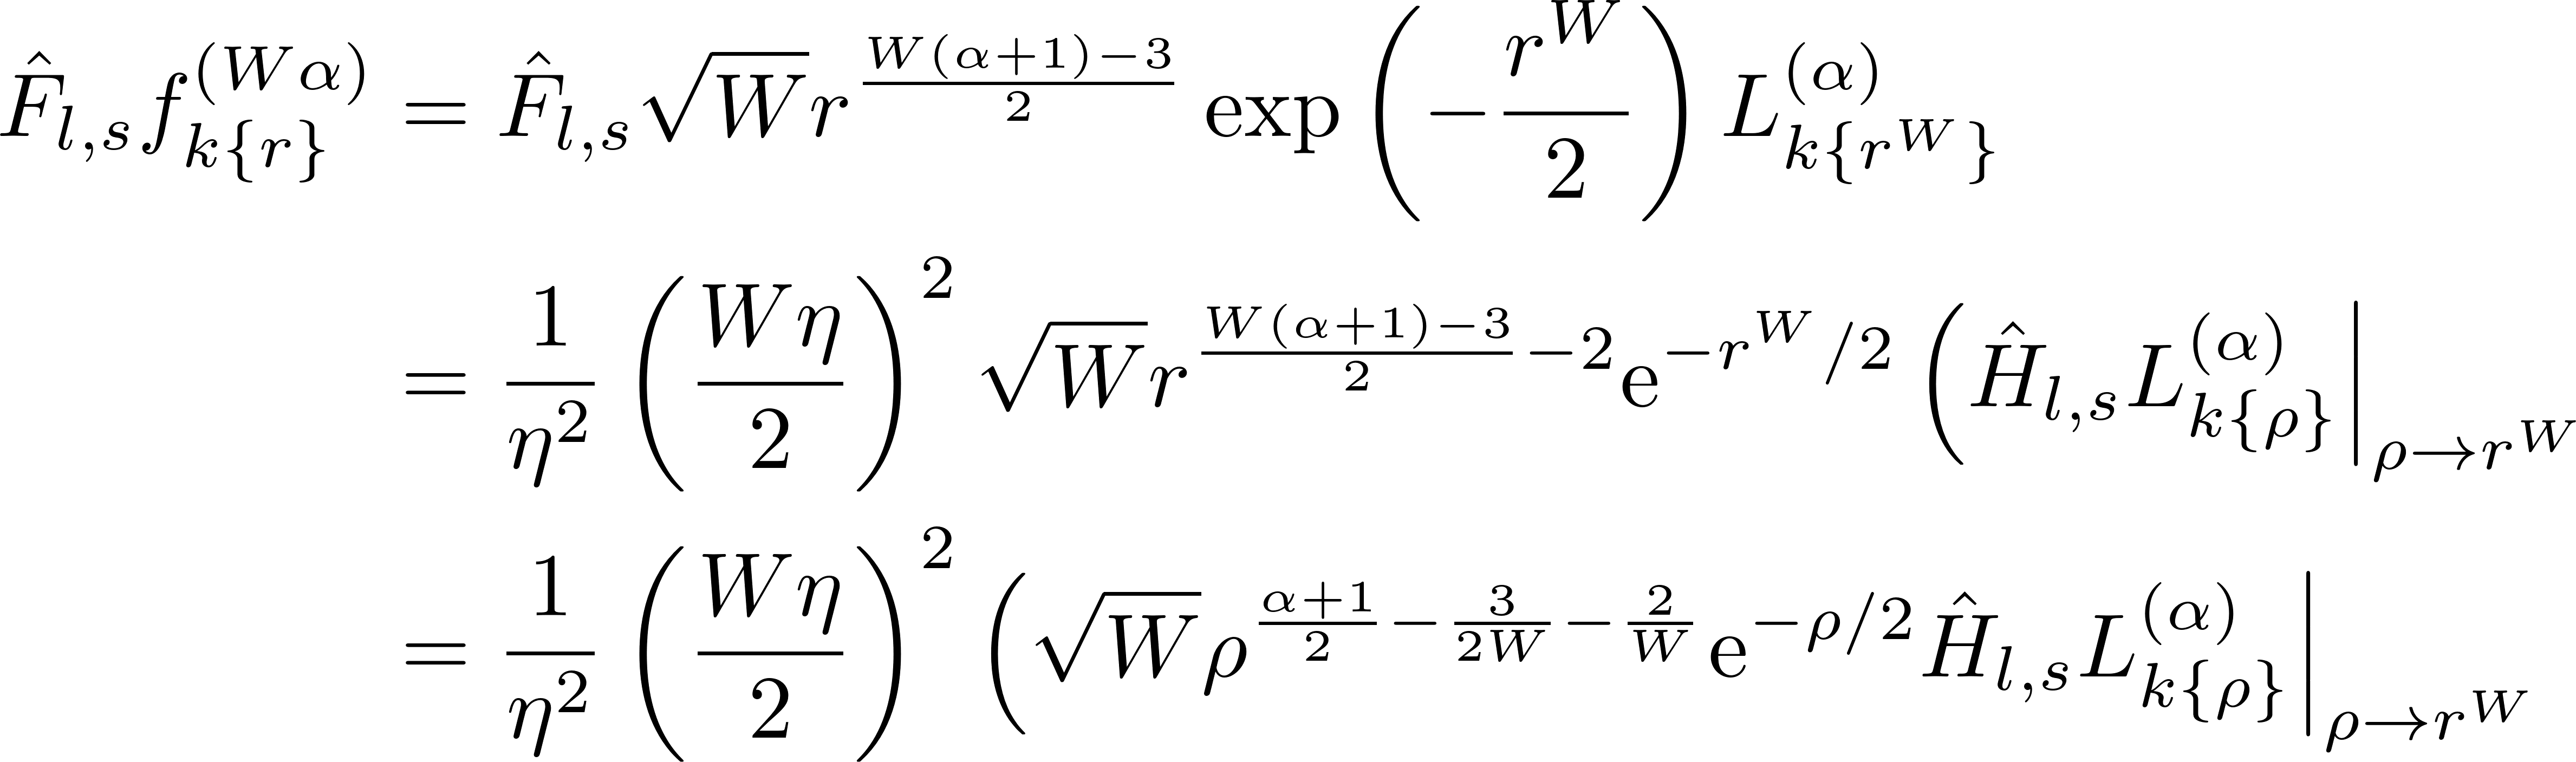 \hat{F}_{l,s} f^{(W\alpha)}_{k\{r\}} = \hat{F}_{l,s} \sqrt{W} r^{\frac{W(\alpha+1)-3}{2}} \exp\left(-\frac{r^W}{2}\right) L^{(\alpha)}_{k\{r^W\}}
= \frac{1}{\eta^2} \left(\frac{W\eta}{2}\right)^2 \sqrt{W} r^{\frac{W(\alpha+1)-3}{2}-2} \mathrm{e}^{-r^W/2} \left( \hat{H}_{l,s} L^{(\alpha)}_{k\{\rho\}} \right|_{\rho \to r^W}
= \frac{1}{\eta^2} \left(\frac{W\eta}{2}\right)^2 \left( \sqrt{W} \rho^{\frac{\alpha+1}{2}-\frac{3}{2W}-\frac{2}{W}} \mathrm{e}^{-\rho/2} \hat{H}_{l,s} L^{(\alpha)}_{k\{\rho\}} \right|_{\rho \to r^W}